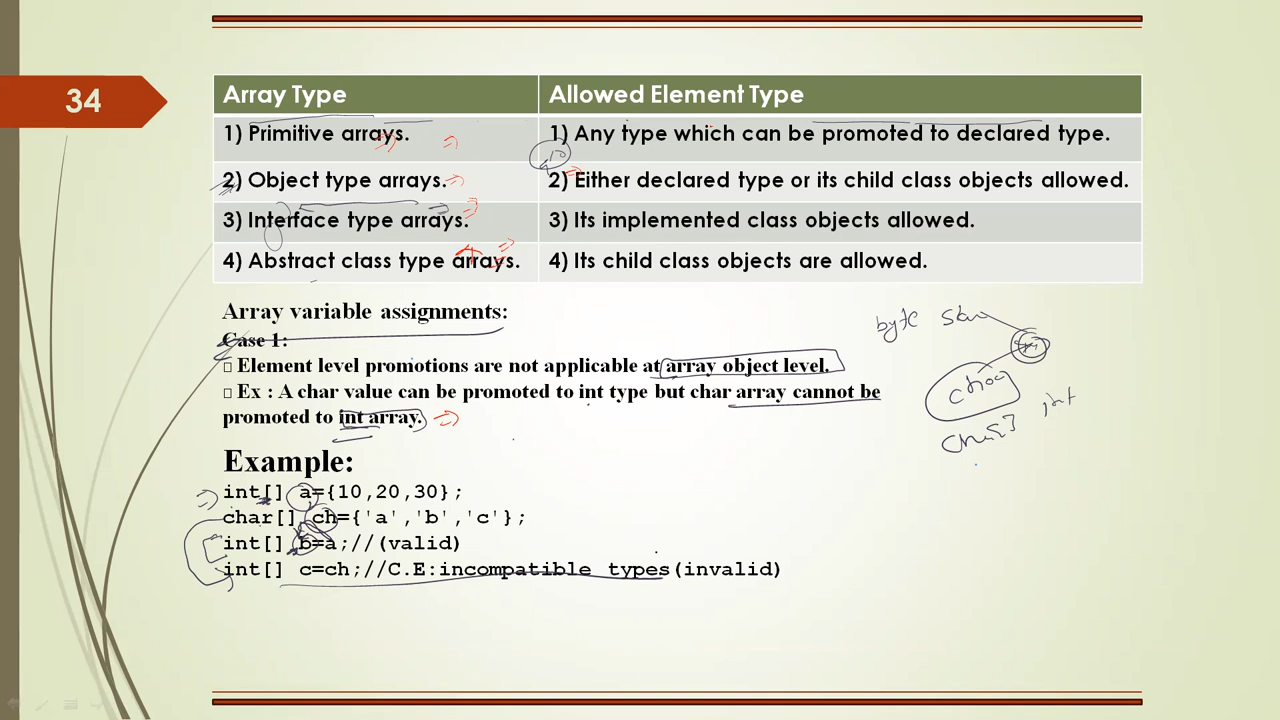 34
Array Type Allowed Element Type
1) Primitive arrays. 1) Any type which can be promoted to declared type.
2) Object type arrays. 2) Either declared type or its child class objects allowed.
3) Interface type arrays. 3) Its implemented class objects allowed.
4) Abstract class type arrays. 4) Its child class objects are allowed.
Array variable assignments:
Case 1:
Element level promotions are not applicable at array object level.
Ex : A char value can be promoted to int type but char array cannot be
promoted to int array.
byte
int
Example:
int[] a={10,20,30};
char[] ch={'a','b','c'};
int[] b=a;//(valid)
int[] c=ch;//C.E:incompatible types(invalid)